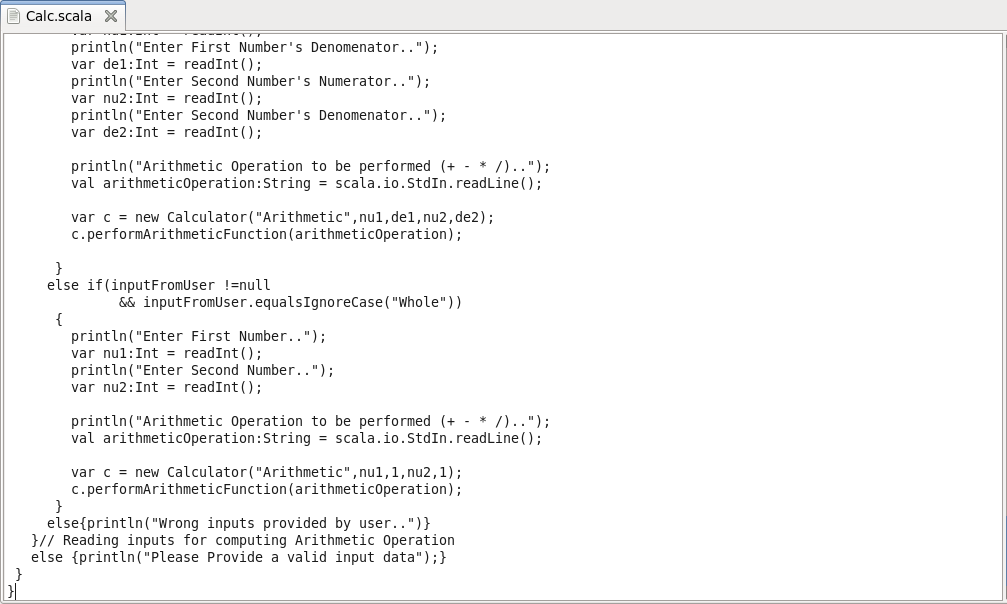 Calc.scala
println("Enter First Number's Denomenator..");
var de1:Int = readInt();
println("Enter Second Number's Numerator..");
var nu2:Int = readInt();
println("Enter Second Number's Denomenator..");
var de2:Int = readInt();
println("Arithmetic Operation to be performed (+ - * /)..");
val arithmeticOperation:String = scala.io.StdIn.readLine();
var c = new Calculator("Arithmetic",nu1,de1,nu2,de2);
c.performArithmeticFunction(arithmeticOperation);
}
else if(inputFromUser !=null
&& inputFromUser.equalsIgnoreCase("Whole"))
{
println("Enter First Number..");
var nu1:Int = readInt();
println("Enter Second Number..");
var nu2:Int = readInt();
println("Arithmetic Operation to be performed (+ - * /)..");
val arithmeticOperation:String = scala.io.StdIn.readLine();
var c = new Calculator("Arithmetic",nu1,1,nu2,1);
c.performArithmeticFunction(arithmeticOperation);
}
else{println("Wrong inputs provided by user..")}
}// Reading inputs for computing Arithmetic Operation
else {println("Please Provide a valid input data");}
}
}